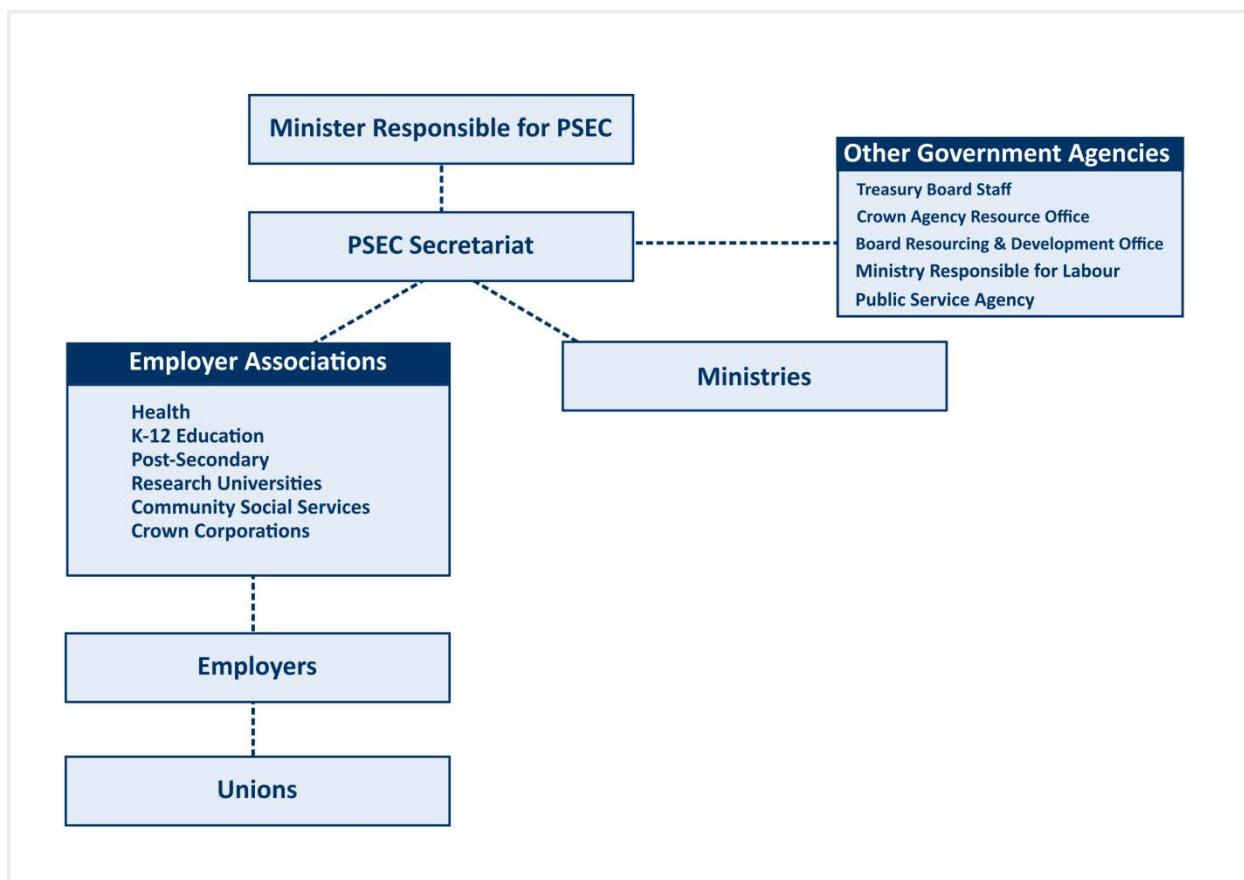 Minister Responsible for PSEC
PSEC Secretariat
Other Government Agencies
Treasury Board Staff
Crown Agency Resource Office
Board Resourcing & Development Office
Ministry Responsible for Labour
Public Service Agency
Employer Associations
Health
K-12 Education
Post-Secondary
Research Universities
Community Social Services
Crown Corporations
Ministries
Employers
Unions